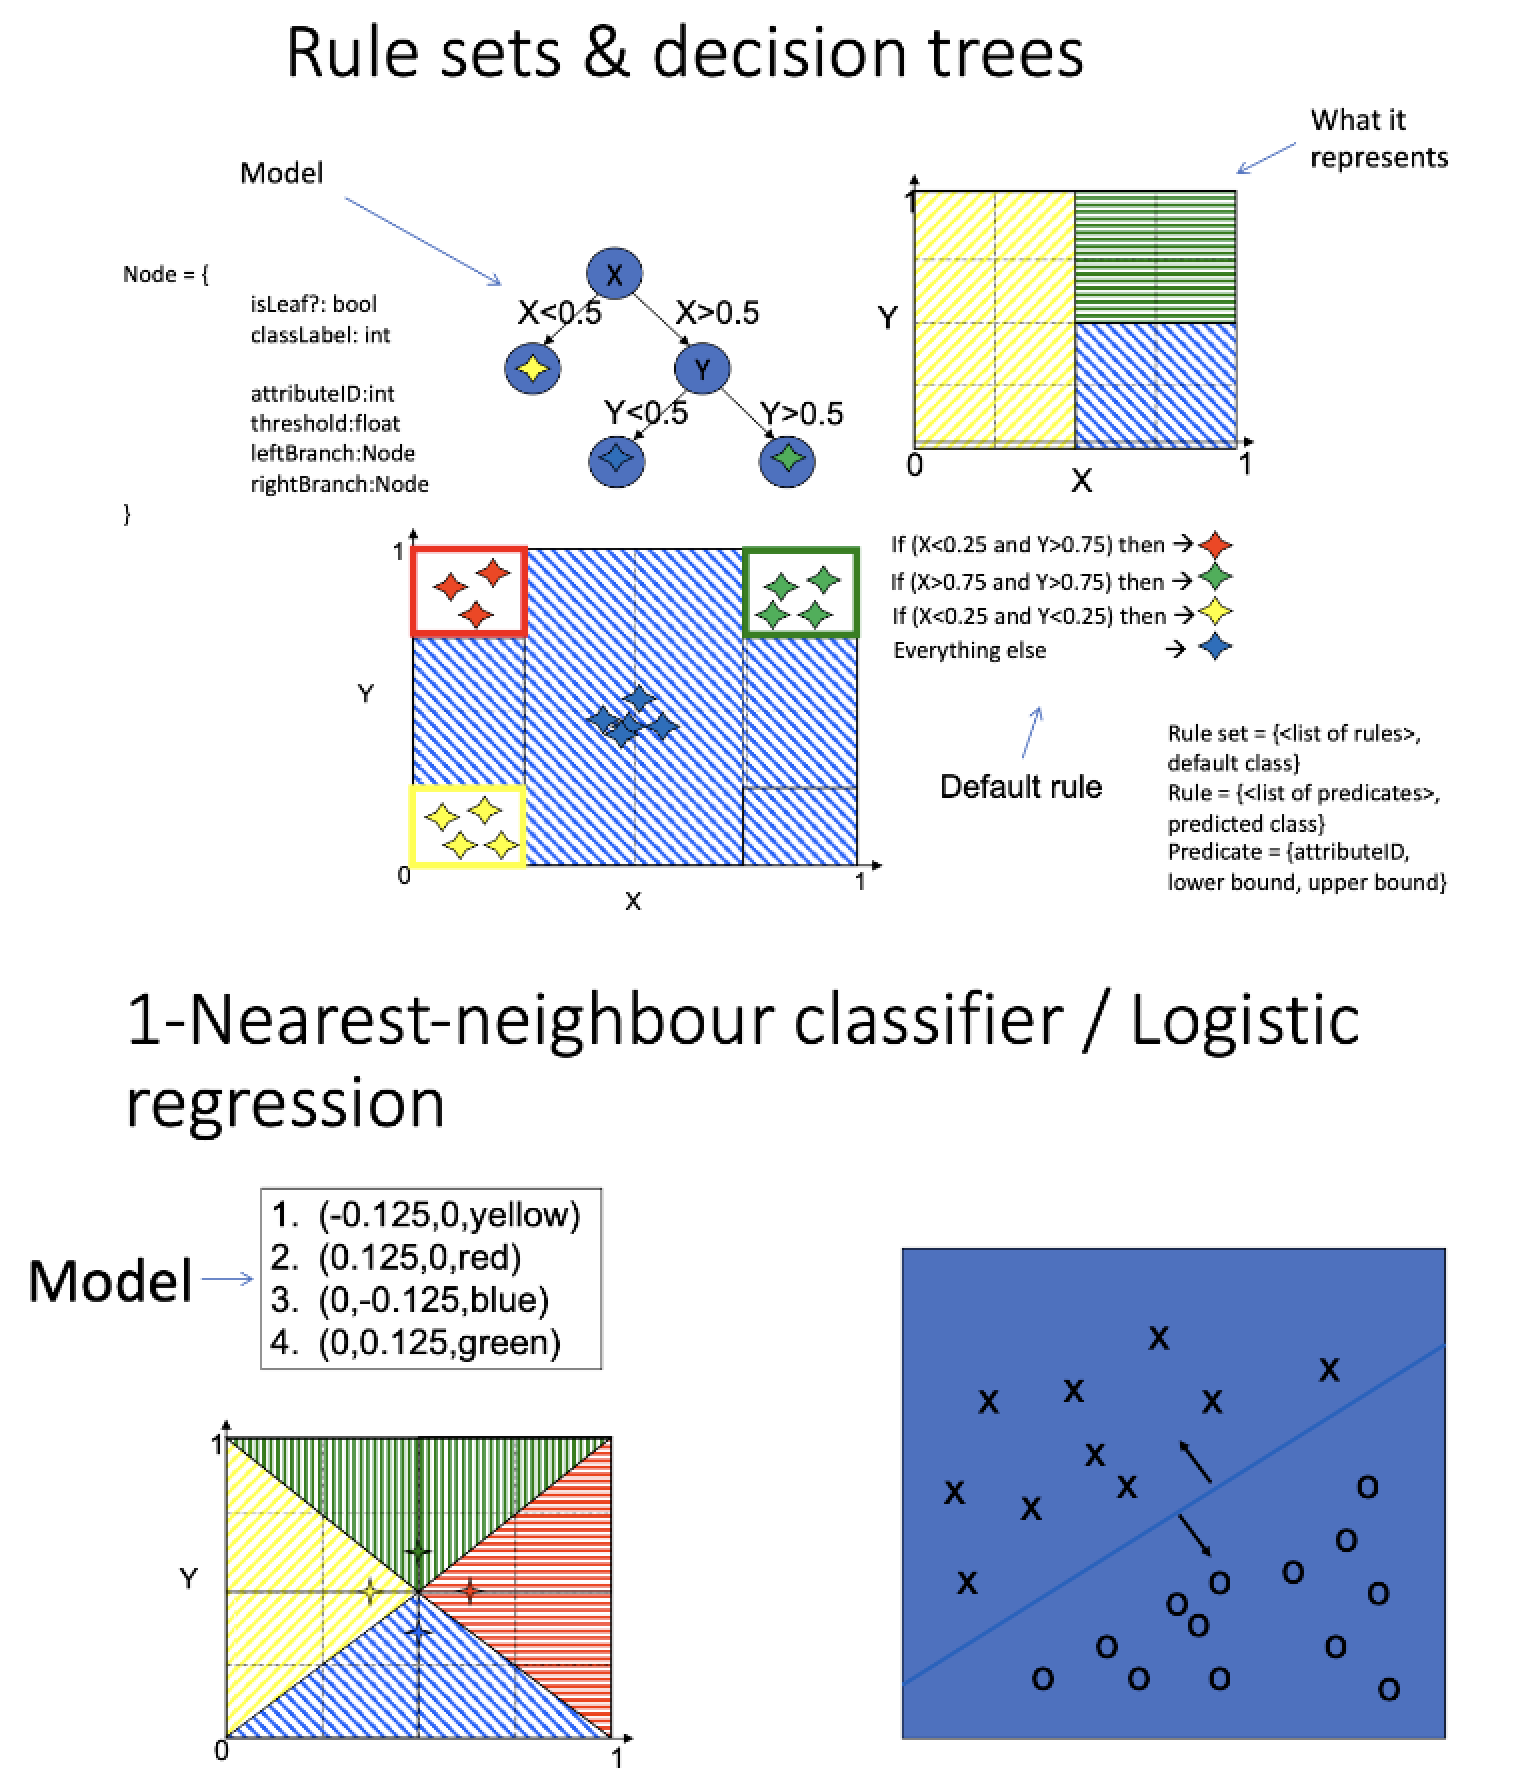 Rule sets & decision trees
What it
represents
Model
Node = {
isLeaf?: bool
classLabel: int
attributeID:int
threshold:float
leftBranch:Node
rightBranch:Node
}
X
X<0.5
X>0.5
Y
Y<0.5
Y>0.5
1
Y
0
X
1
1
Y
0
X
1
If (X<0.25 and Y>0.75) then →
If (X>0.75 and Y>0.75) then →
If (X<0.25 and Y<0.25) then →
Everything else →
Default rule
Rule set = {<list of rules>,
default class}
Rule = {<list of predicates>,
predicted class}
Predicate = {attributeID,
lower bound, upper bound}
1-Nearest-neighbour classifier / Logistic
regression
Model
1. (-0.125,0,yellow)
2. (0.125,0,red)
3. (0,-0.125,blue)
4. (0,0.125,green)
1
Y
0
1
X
X
X
X
X
X
X
X
X
X
O
O
O
O
O
O
O
O
O
O
O
O
O